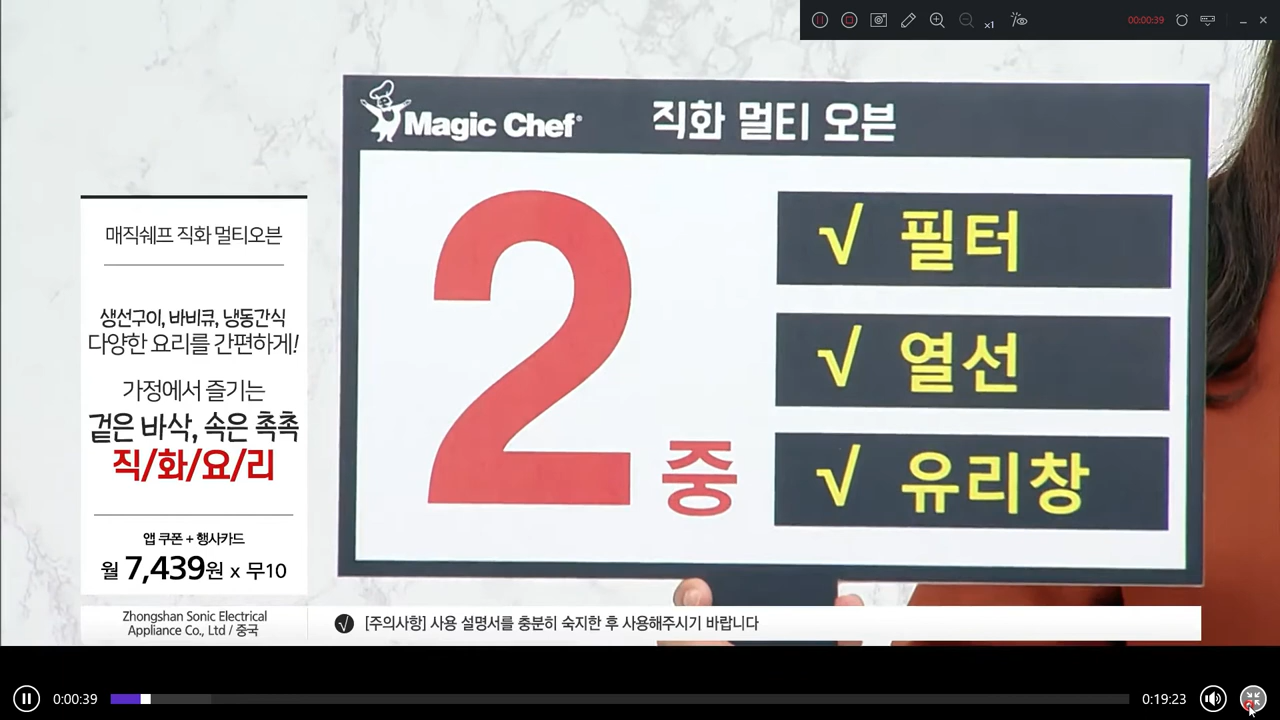 x1
00:00:39
Magic Chef®
직화 멀티 오븐
2중
√ 필터
√ 열선
√ 유리창
매직쉐프 직화 멀티오븐
생선구이, 바비큐, 냉동간식
다양한 요리를 간편하게!
가정에서 즐기는
겉은 바삭, 속은 촉촉
직/화/요/리
앱 쿠폰 + 행사카드
월 7,439원 x 무10
Zhongshan Sonic Electrical
Appliance Co., Ltd / 중국
√ [주의사항] 사용 설명서를 충분히 숙지한 후 사용해주시기 바랍니다
0:00:39
0:19:23